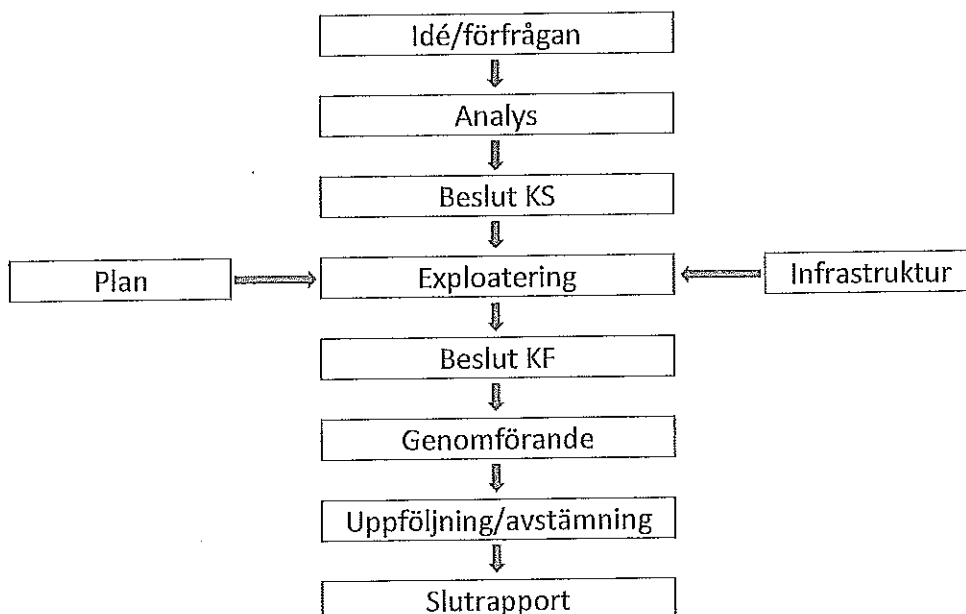 Idé/förfrågan
Analys
Beslut KS
Plan
Exploatering
Infrastruktur
Beslut KF
Genomförande
Uppföljning/avstämning
Slutrapport